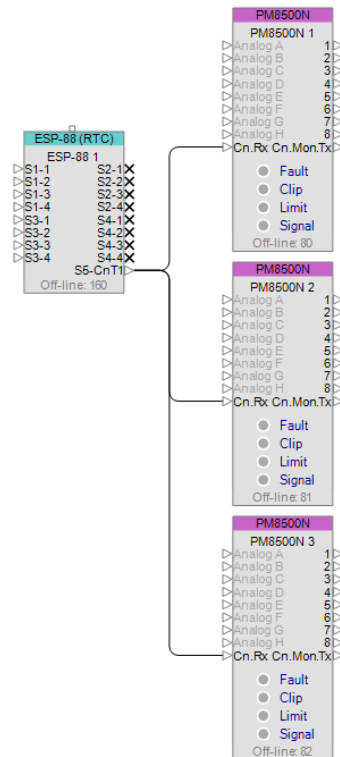 ESP-88 (RTC)
ESP-88 1
S1-1 S2-1
S1-2 S2-2
S1-3 S2-3
S1-4 S2-4
S3-1 S4-1
S3-2 S4-2
S3-3 S4-3
S3-4 S4-4
S5-CnT1
Off-line: 160
PM8500N
PM8500N 1
Analog A 1
Analog B 2
Analog C 3
Analog D 4
Analog E 5
Analog F 6
Analog G 7
Analog H 8
Cn.Rx Cn.Mon.Tx
Fault
Clip
Limit
Signal
Off-line: 80
PM8500N
PM8500N 2
Analog A 1
Analog B 2
Analog C 3
Analog D 4
Analog E 5
Analog F 6
Analog G 7
Analog H 8
Cn.Rx Cn.Mon.Tx
Fault
Clip
Limit
Signal
Off-line: 81
PM8500N
PM8500N 3
Analog A 1
Analog B 2
Analog C 3
Analog D 4
Analog E 5
Analog F 6
Analog G 7
Analog H 8
Cn.Rx Cn.Mon.Tx
Fault
Clip
Limit
Signal
Off-line: 82